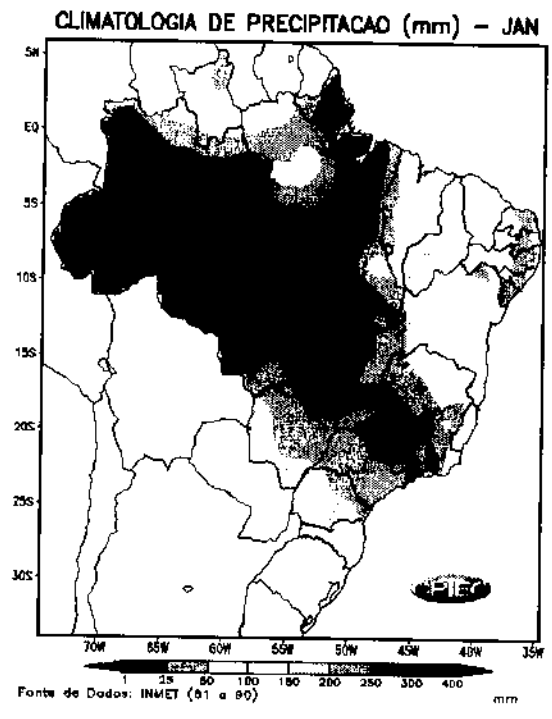 CLIMATOLOGIA DE PRECIPITACAO (mm) – JAN
5N
EQ
5S
10S
15S
20S
25S
30S
70W 65W 60W 55W 50W 45W 40W 35W
1 25 50 100 150 200 250 300 400
mm
Fonte de Dados: INMET (61 a 90)